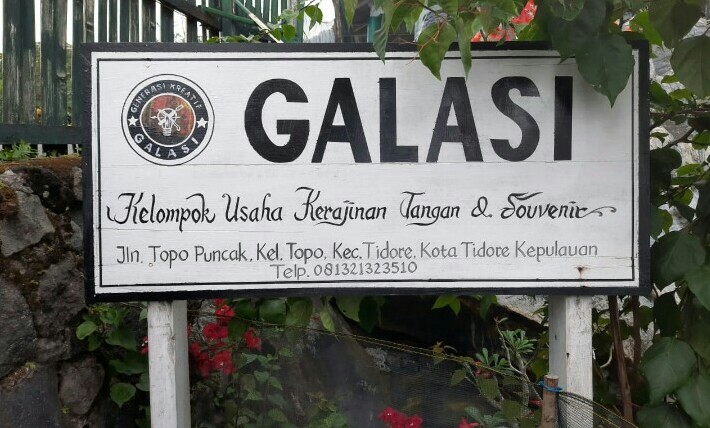 GENERASI KREATIF
GALASI
GALASI
Kelompok Usaha Kerajinan Tangan & Souvenir
Jln. Topo Puncak, Kel. Topo, Kec. Tidore, Kota Tidore Kepulauan
Telp. 081321323510